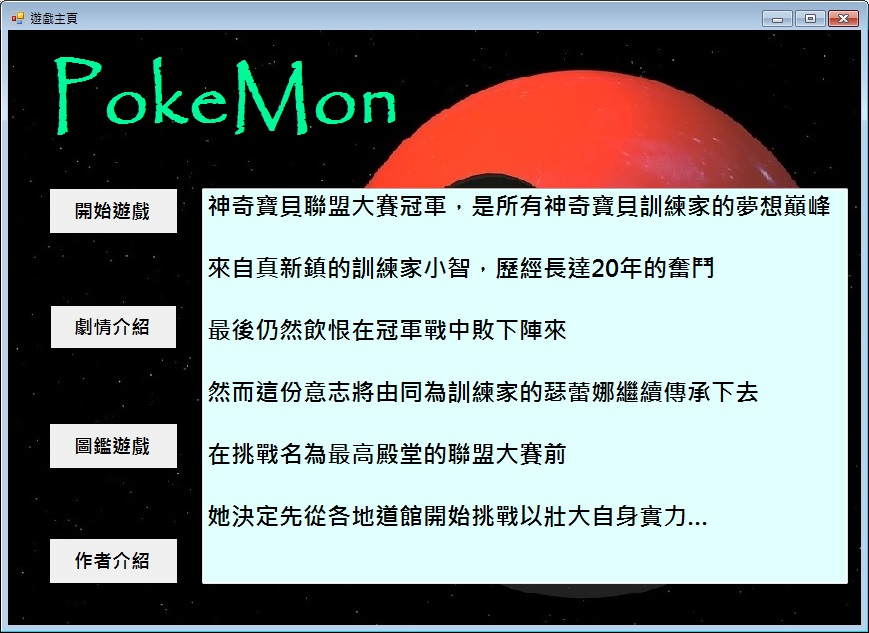 遊戲主頁
PokeMon
開始遊戲
劇情介紹
圖鑑遊戲
作者介紹
神奇寶貝聯盟大賽冠軍，是所有神奇寶貝訓練家的夢想巔峰
來自真新鎮的訓練家小智，歷經長達20年的奮鬥
最後仍然飲恨在冠軍戰中敗下陣來
然而這份意志將由同為訓練家的瑟蕾娜繼續傳承下去
在挑戰名為最高殿堂的聯盟大賽前
她決定先從各地道館開始挑戰以壯大自身實力...